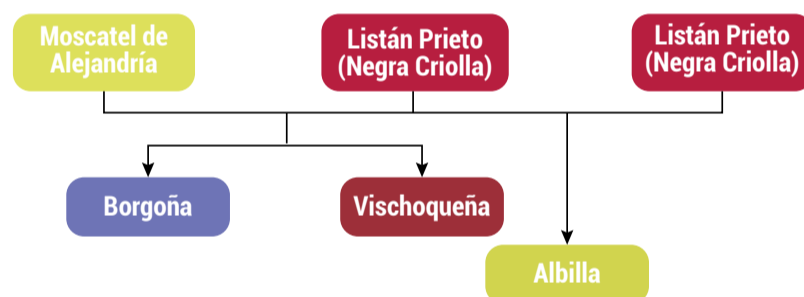 Moscatel de
Alejandría
Listán Prieto
(Negra Criolla)
Listán Prieto
(Negra Criolla)
Borgoña
Vischoqueña
Albilla